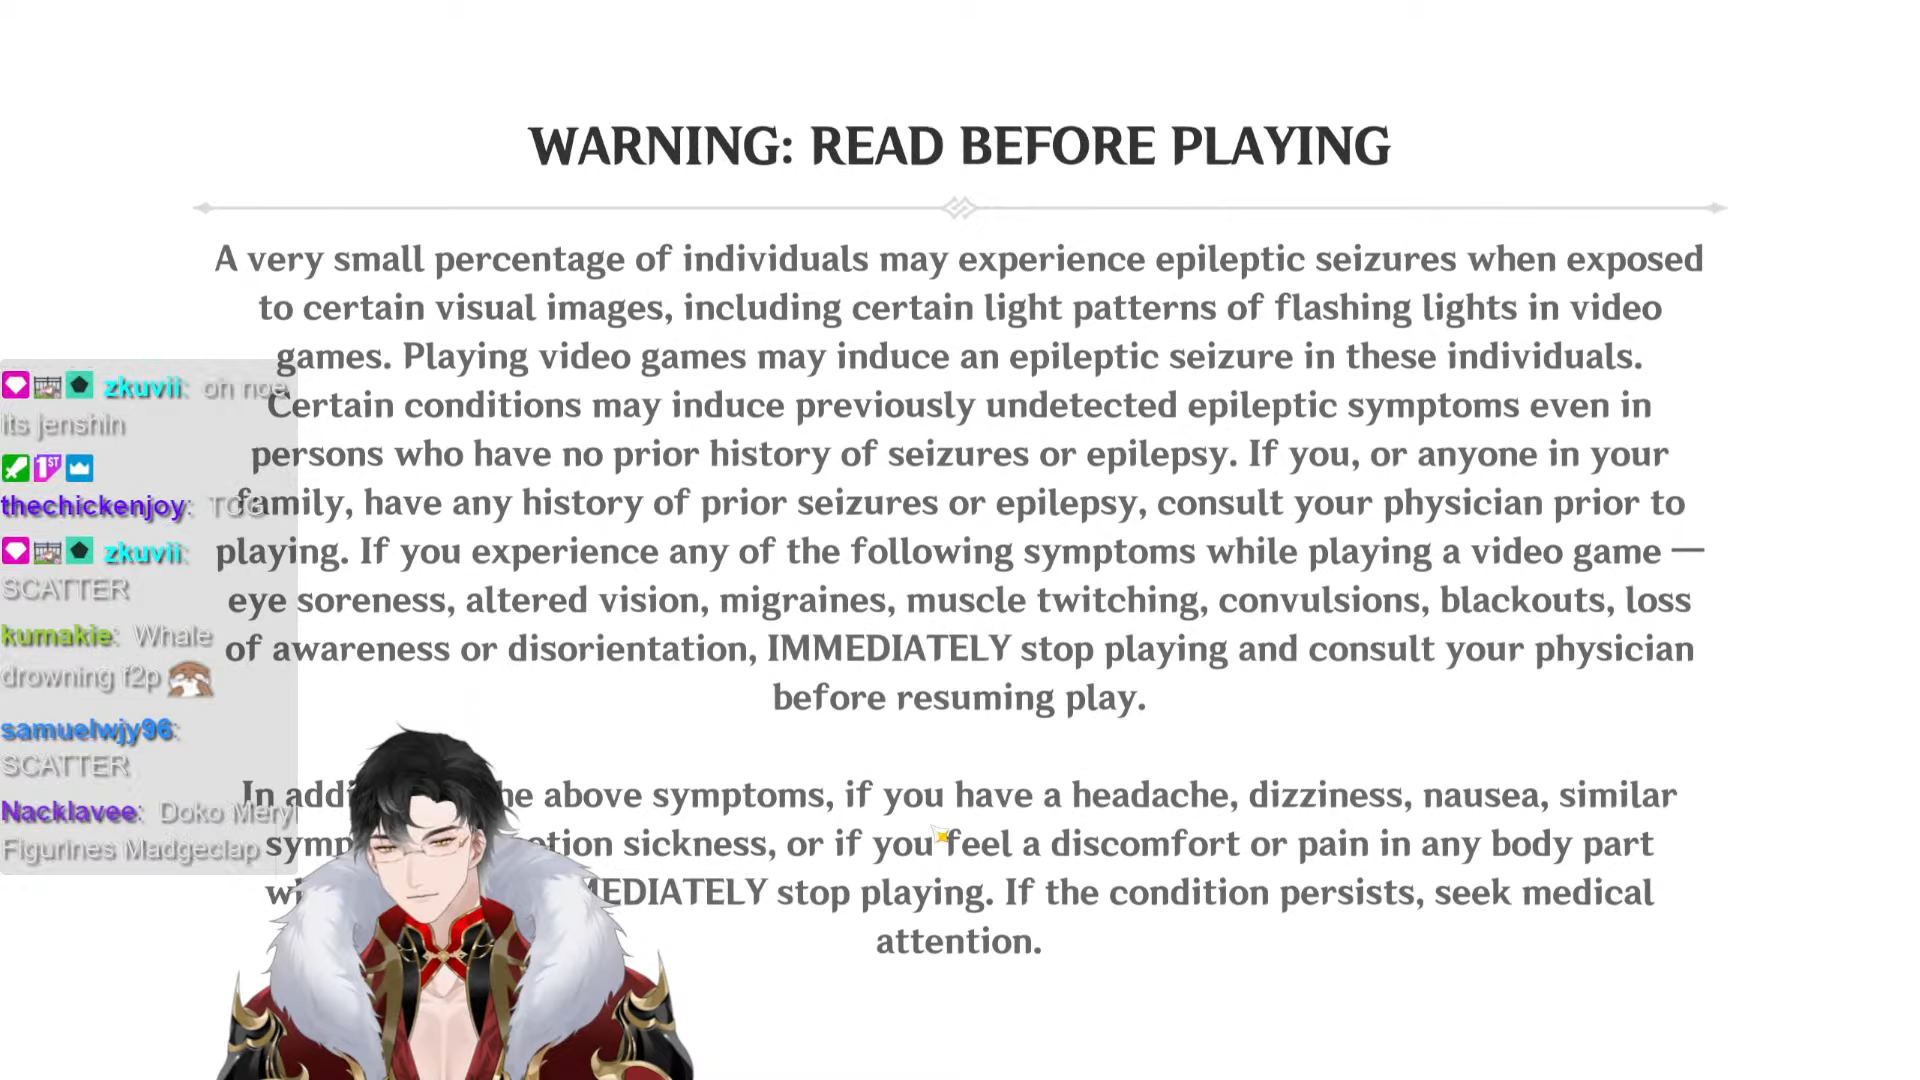 WARNING: READ BEFORE PLAYING
A very small percentage of individuals may experience epileptic seizures when exposed
to certain visual images, including certain light patterns of flashing lights in video
games. Playing video games may induce an epileptic seizure in these individuals.
Certain conditions may induce previously undetected epileptic symptoms even in
persons who have no prior history of seizures or epilepsy. If you, or anyone in your
family, have any history of prior seizures or epilepsy, consult your physician prior to
playing. If you experience any of the following symptoms while playing a video game —
eye soreness, altered vision, migraines, muscle twitching, convulsions, blackouts, loss
of awareness or disorientation, IMMEDIATELY stop playing and consult your physician
before resuming play.
In above symptoms, if you have a headache, dizziness, nausea, similar
sickness, or if you feel a discomfort or pain in any body part
stop playing. If the condition persists, seek medical
attention.
zkuvii: oh noe
its jenshin
1ST
thechickenjoy: TCG
zkuvii:
SCATTER
kumakie: Whale
drowning f2p
samuelwjy96:
SCATTER
Nacklavee: Doko Meryl
Figurines Madgeclap